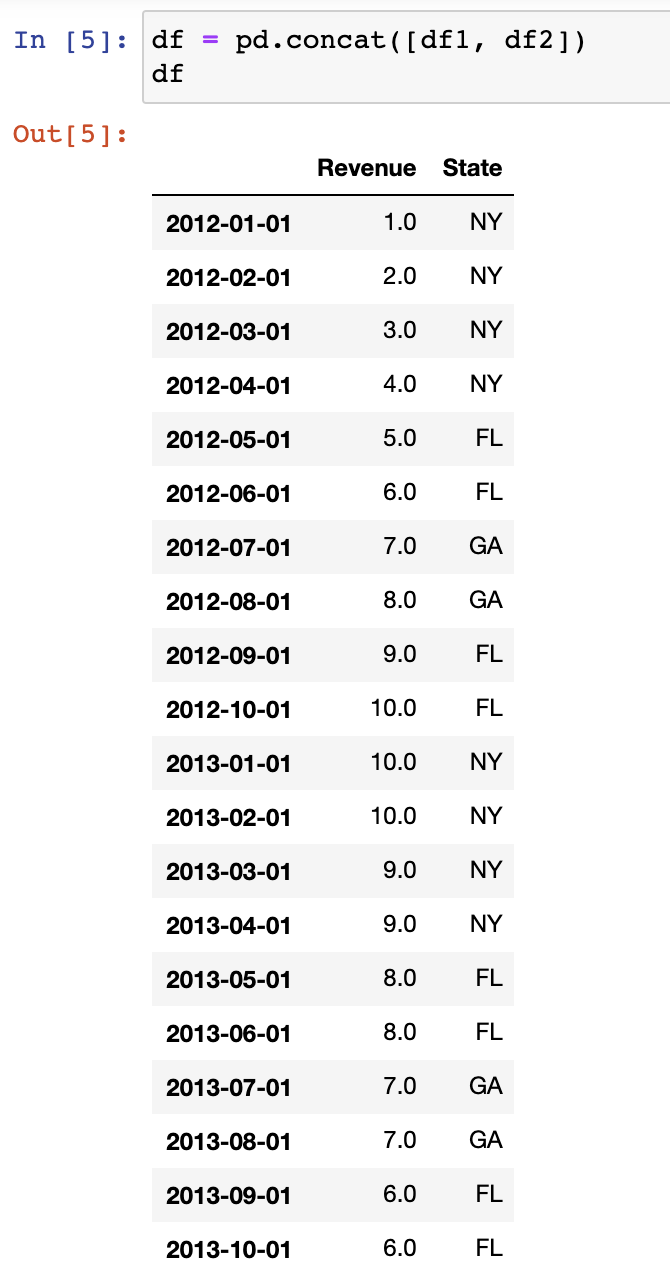 In [5]: df = pd.concat([df1, df2])
df
Out[5]:
Revenue State
2012-01-01 1.0 NY
2012-02-01 2.0 NY
2012-03-01 3.0 NY
2012-04-01 4.0 NY
2012-05-01 5.0 FL
2012-06-01 6.0 FL
2012-07-01 7.0 GA
2012-08-01 8.0 GA
2012-09-01 9.0 FL
2012-10-01 10.0 FL
2013-01-01 10.0 NY
2013-02-01 10.0 NY
2013-03-01 9.0 NY
2013-04-01 9.0 NY
2013-05-01 8.0 FL
2013-06-01 8.0 FL
2013-07-01 7.0 GA
2013-08-01 7.0 GA
2013-09-01 6.0 FL
2013-10-01 6.0 FL